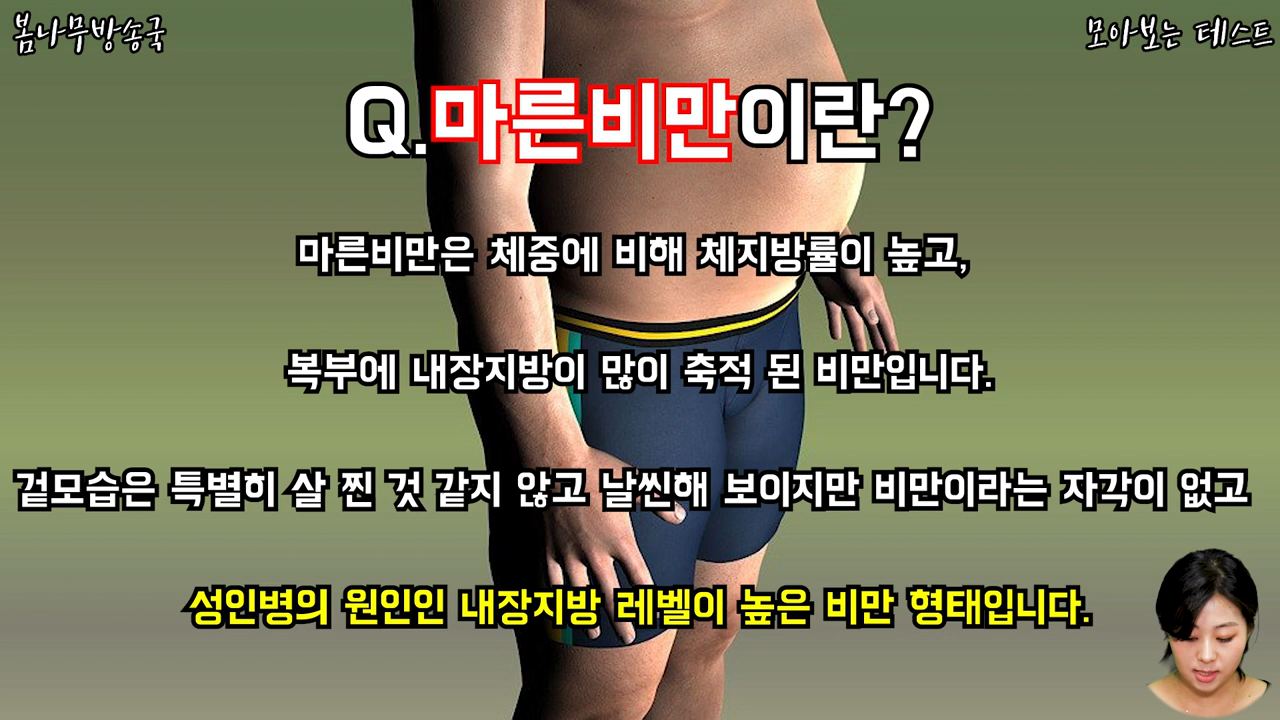 봄나무방송국
모아보는 테스트
Q.마른비만이란?
마른비만은 체중에 비해 체지방률이 높고,
복부에 내장지방이 많이 축적 된 비만입니다.
겉모습은 특별히 살 찐 것 같지 않고 날씬해 보이지만 비만이라는 자각이 없고
성인병의 원인인 내장지방 레벨이 높은 비만 형태입니다.